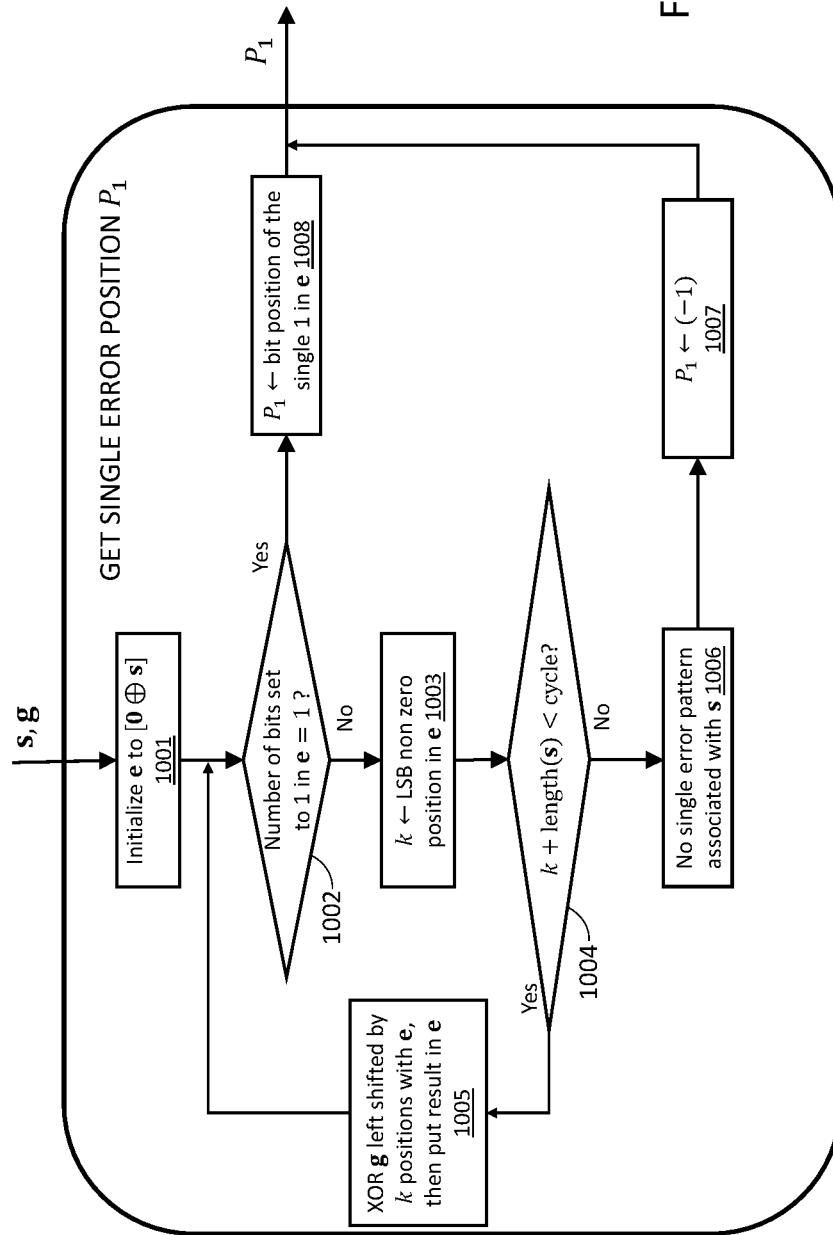 s, g
GET SINGLE ERROR POSITION P₁
Initialize e to [0 ⊕ s]
1001
Number of bits set
to 1 in e = 1 ?
1002
Yes
P₁ ← bit position of the
single 1 in e 1008
P₁
No
k ← LSB non zero
position in e 1003
k + length(s) < cycle?
1004
Yes
XOR g left shifted by
k positions with e,
then put result in e
1005
No
No single error pattern
associated with s 1006
P₁ ← (−1)
1007
F